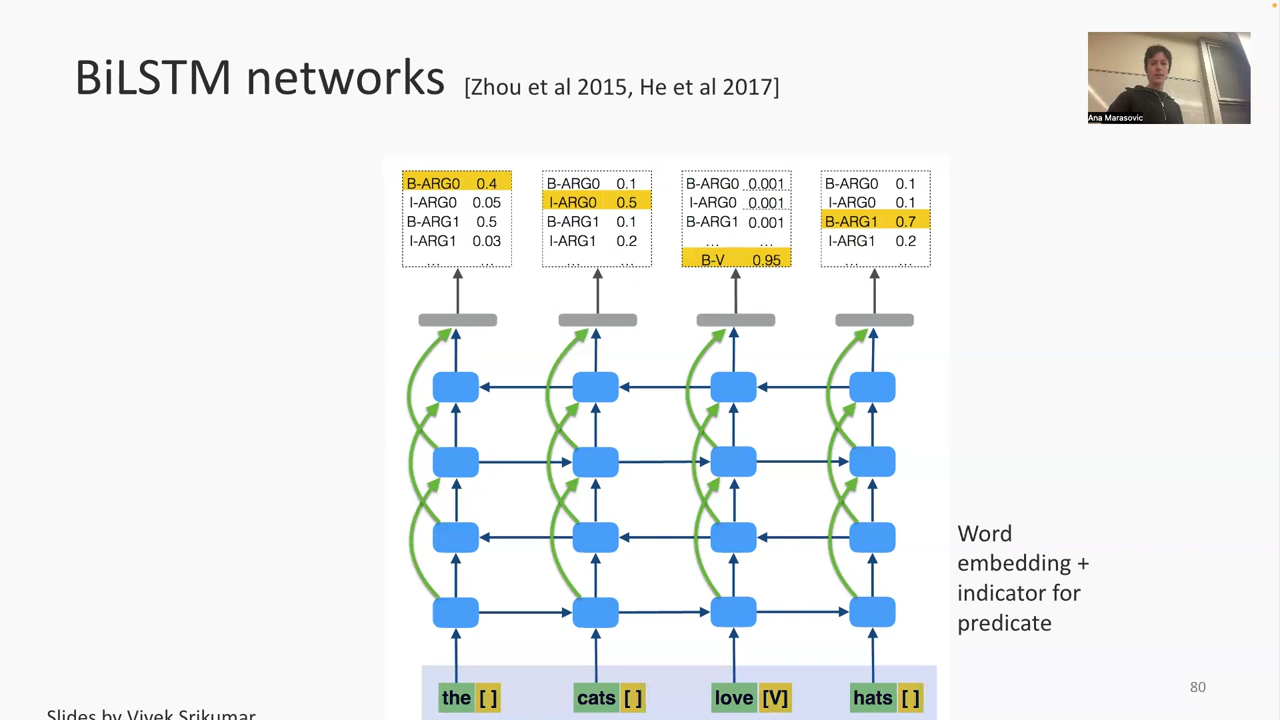 BiLSTM networks [Zhou et al 2015, He et al 2017]
Ana Marasovic
B-ARG0 0.4
I-ARG0 0.05
B-ARG1 0.5
I-ARG1 0.03
... ...
B-ARG0 0.1
I-ARG0 0.5
B-ARG1 0.1
I-ARG1 0.2
... ...
B-ARG0 0.001
I-ARG0 0.001
B-ARG1 0.001
... ...
B-V 0.95
B-ARG0 0.1
I-ARG0 0.1
B-ARG1 0.7
I-ARG1 0.2
... ...
Word
embedding +
indicator for
predicate
the [ ] cats [ ] love [V] hats [ ]
80
Slides by Vivek Srikumar